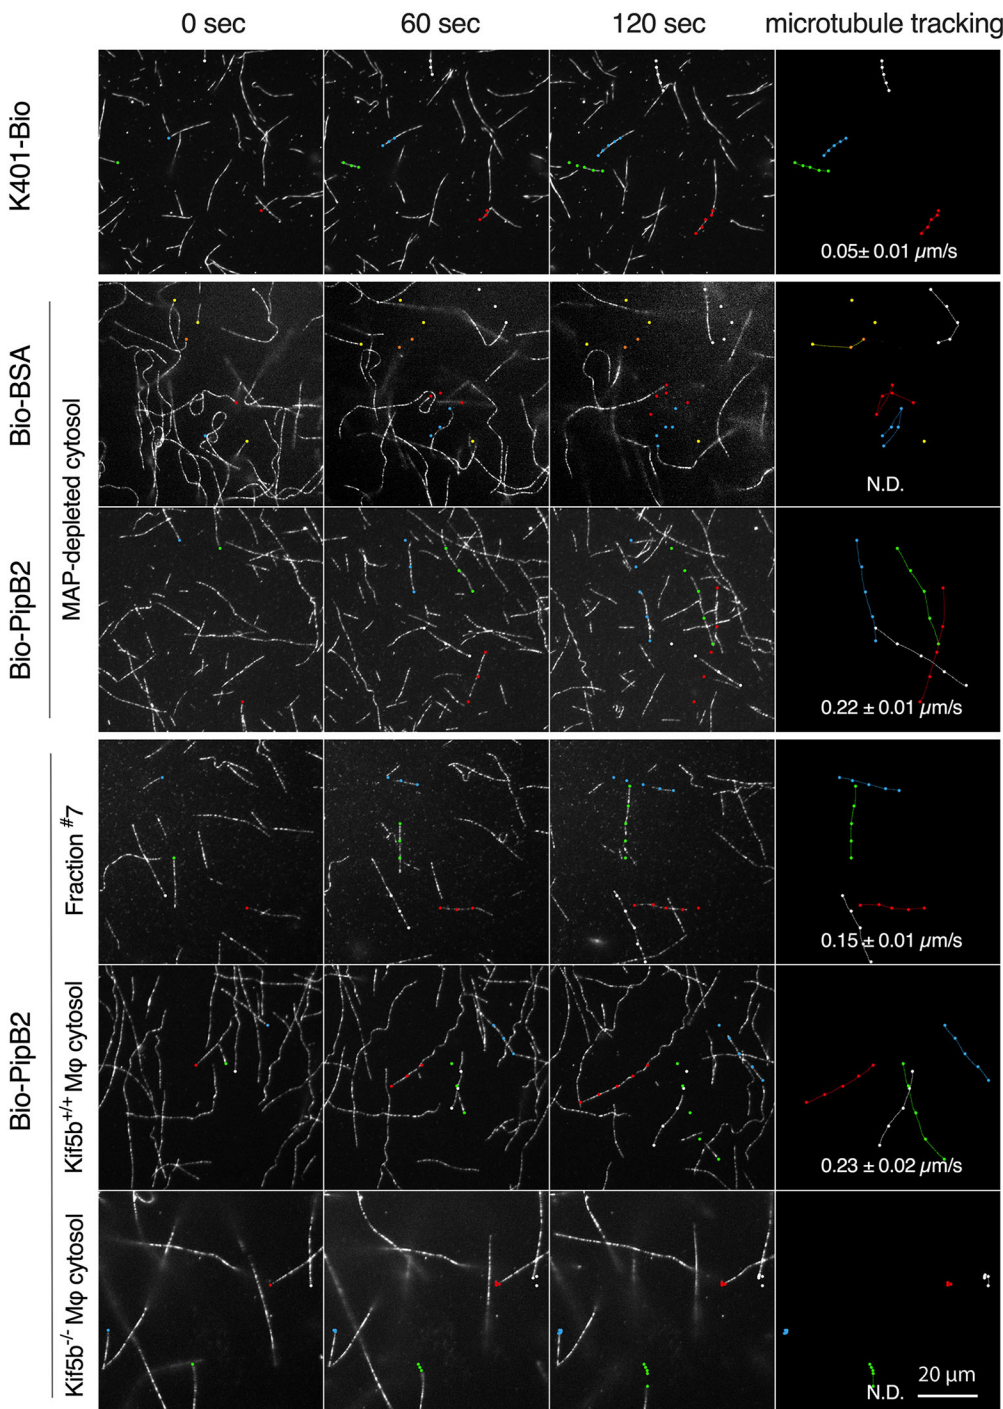 0 sec
60 sec
120 sec
microtubule tracking
K401-Bio
0.05± 0.01 µm/s
MAP-depleted cytosol
Bio-BSA
N.D.
Bio-PipB2
0.22 ± 0.01 µm/s
Bio-PipB2
Fraction #7
0.15 ± 0.01 µm/s
Kif5b+/+ Mφ cytosol
0.23 ± 0.02 µm/s
Kif5b-/- Mφ cytosol
20 µm
N.D.